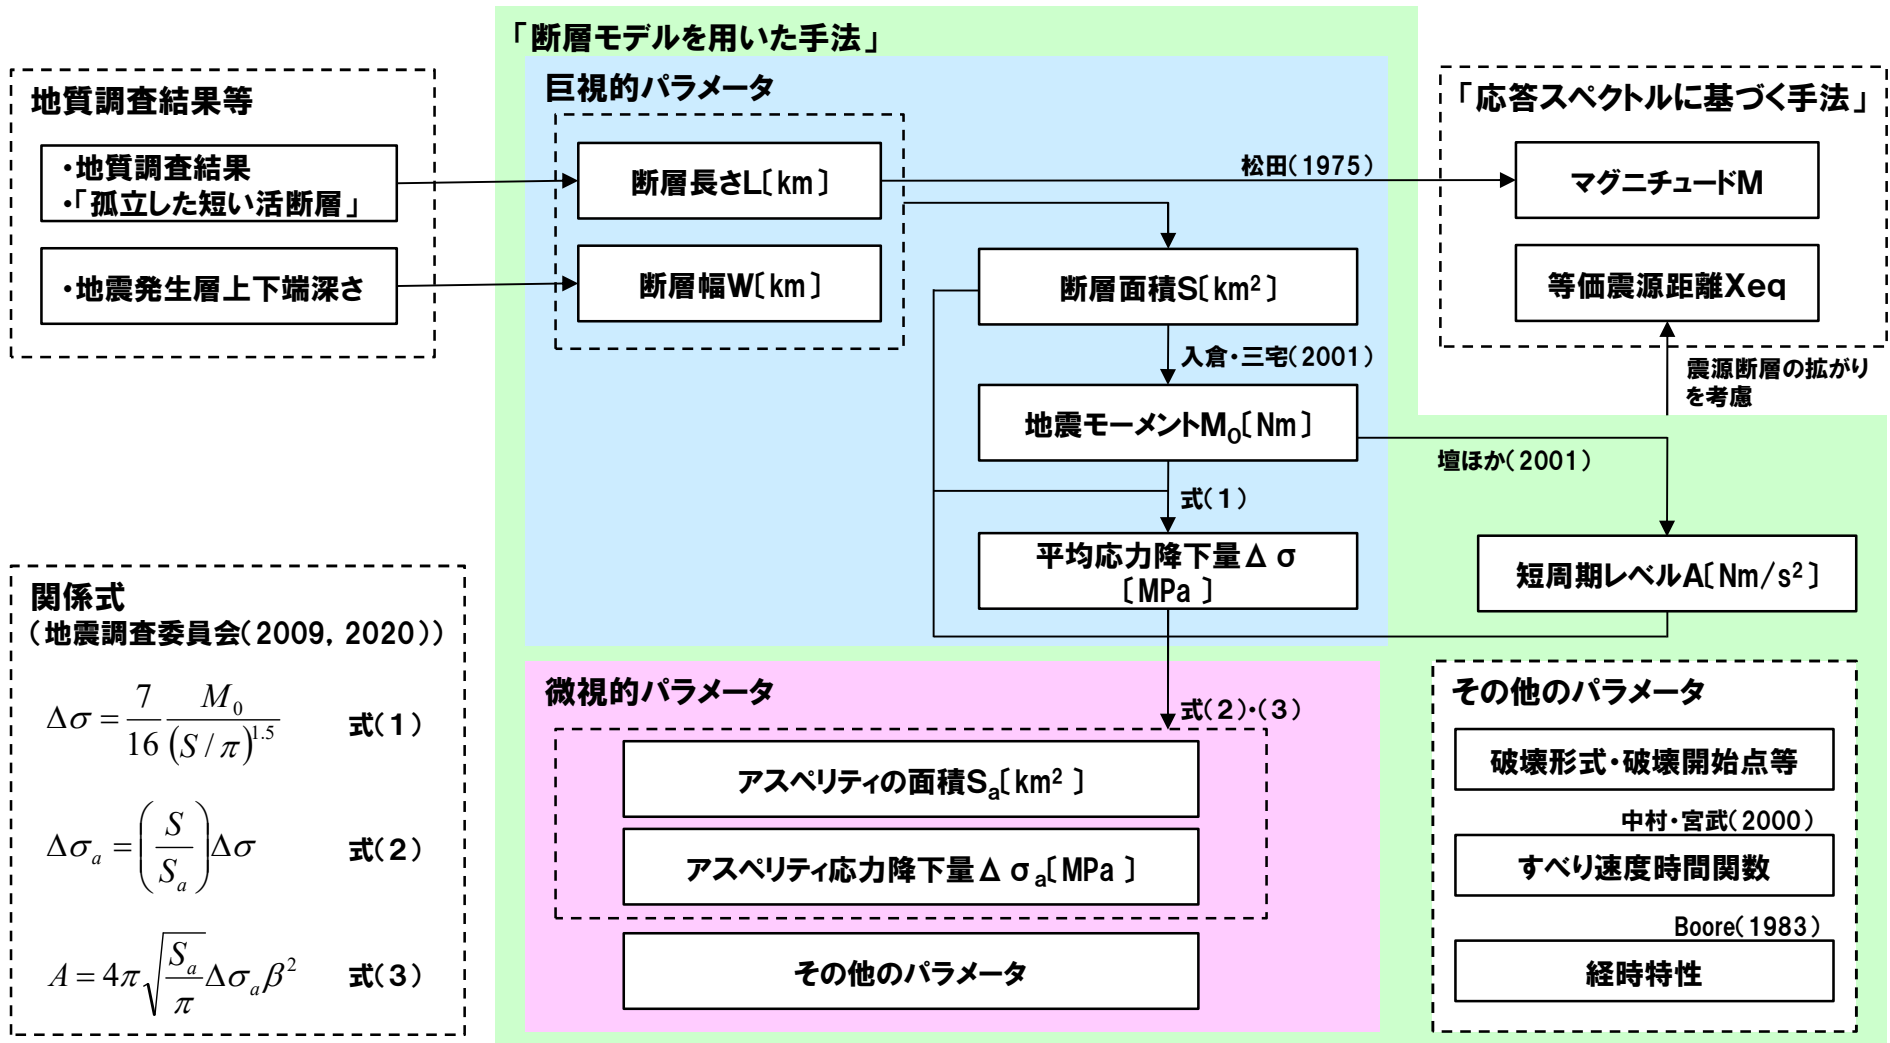 「断層モデルを用いた手法」
地質調査結果等
・地質調査結果
・「孤立した短い活断層」
・地震発生層上下端深さ
巨視的パラメータ
断層長さL〔km〕
断層幅W〔km〕
松田(1975)
断層面積S〔km²〕
入倉・三宅(2001)
地震モーメントM₀〔Nm〕
式(1)
平均応力降下量Δσ
〔MPa〕
「応答スペクトルに基づく手法」
マグニチュードM
等価震源距離Xeq
震源断層の拡がり
を考慮
壇ほか(2001)
短周期レベルA〔Nm/s²〕
関係式
(地震調査委員会(2009, 2020))
Δσ = 7/16 M₀/(S/π)^1.5 式(1)
Δσₐ = (S/Sₐ)Δσ 式(2)
A = 4π√(Sₐ/π)Δσₐβ² 式(3)
微視的パラメータ
式(2)・(3)
アスペリティの面積Sₐ〔km²〕
アスペリティ応力降下量Δσₐ〔MPa〕
その他のパラメータ
その他のパラメータ
破壊形式・破壊開始点等
中村・宮武(2000)
すべり速度時間関数
Boore(1983)
経時特性